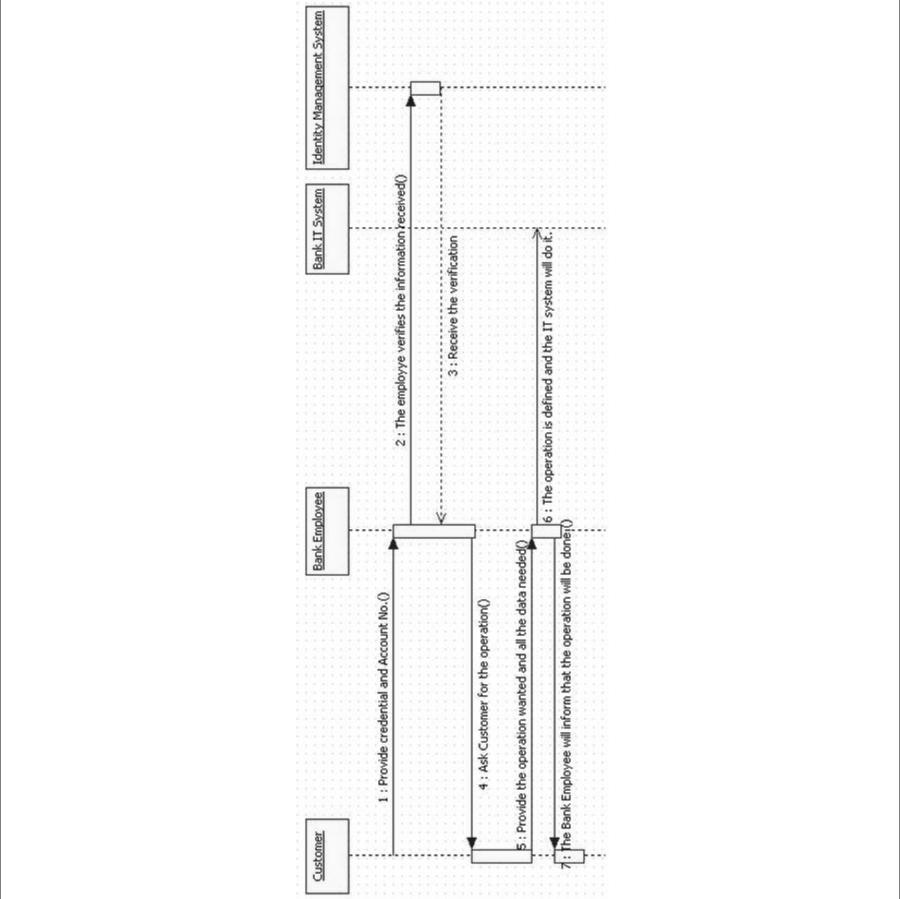 Customer
Bank Employee
Bank IT System
Identity Management System
1 : Provide credential and Account No.()
2 : The employye verifies the information received()
3 : Receive the verification
4 : Ask Customer for the operation()
5 : Provide the operation wanted and all the data needed()
6 : The operation is defined and the IT system will do it.
7 : The Bank Employee will inform that the operation will be done.()